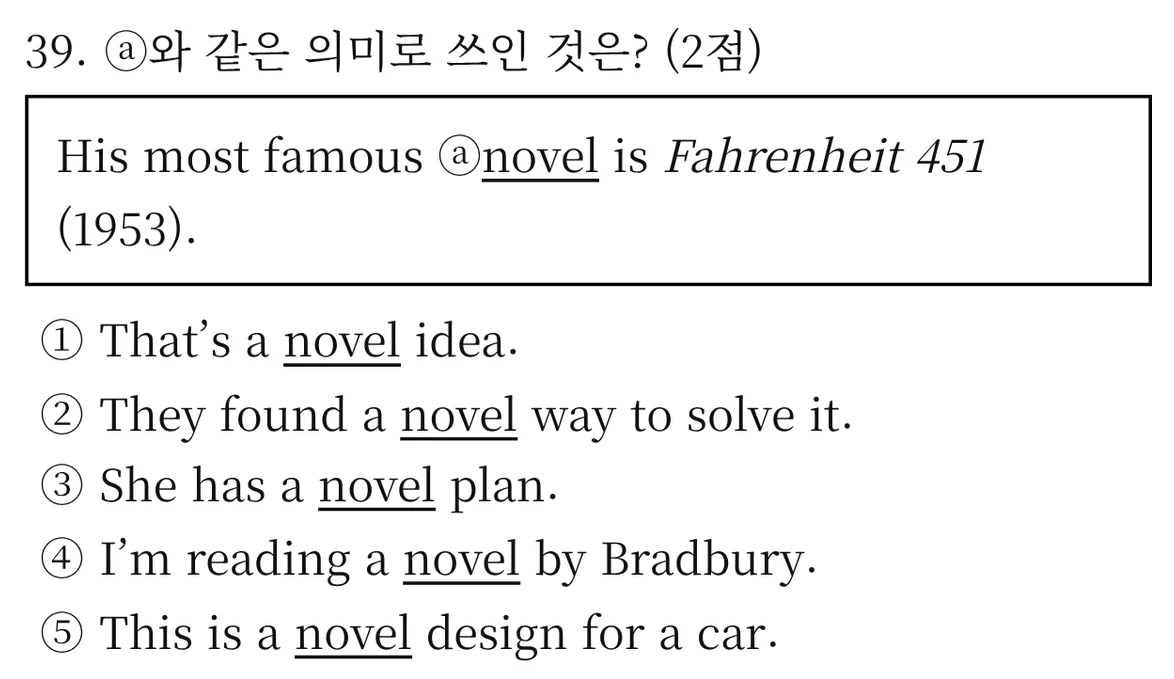 39. ⓐ와 같은 의미로 쓰인 것은? (2점)
His most famous ⓐnovel is Fahrenheit 451
(1953).
① That’s a novel idea.
② They found a novel way to solve it.
③ She has a novel plan.
④ I’m reading a novel by Bradbury.
⑤ This is a novel design for a car.